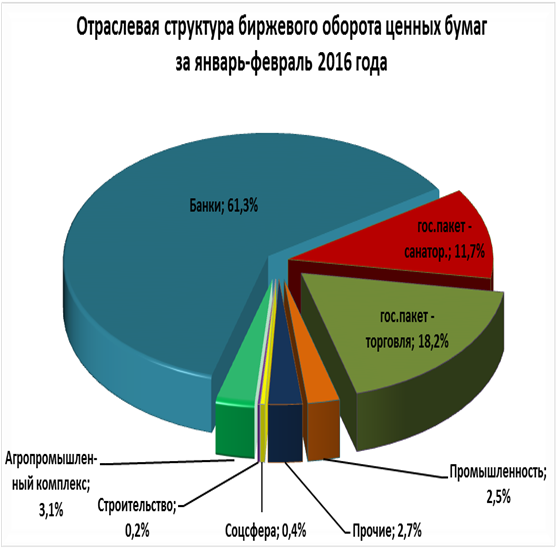 Отраслевая структура биржевого оборота ценных бумаг
за январь-февраль 2016 года
Банки; 61,3%
гос.пакет -
санатор.; 11,7%
гос.пакет -
торговля; 18,2%
Промышленность;
2,5%
Прочие; 2,7%
Соцсфера; 0,4%
Строительство;
0,2%
Агропромышлен-
ный комплекс;
3,1%